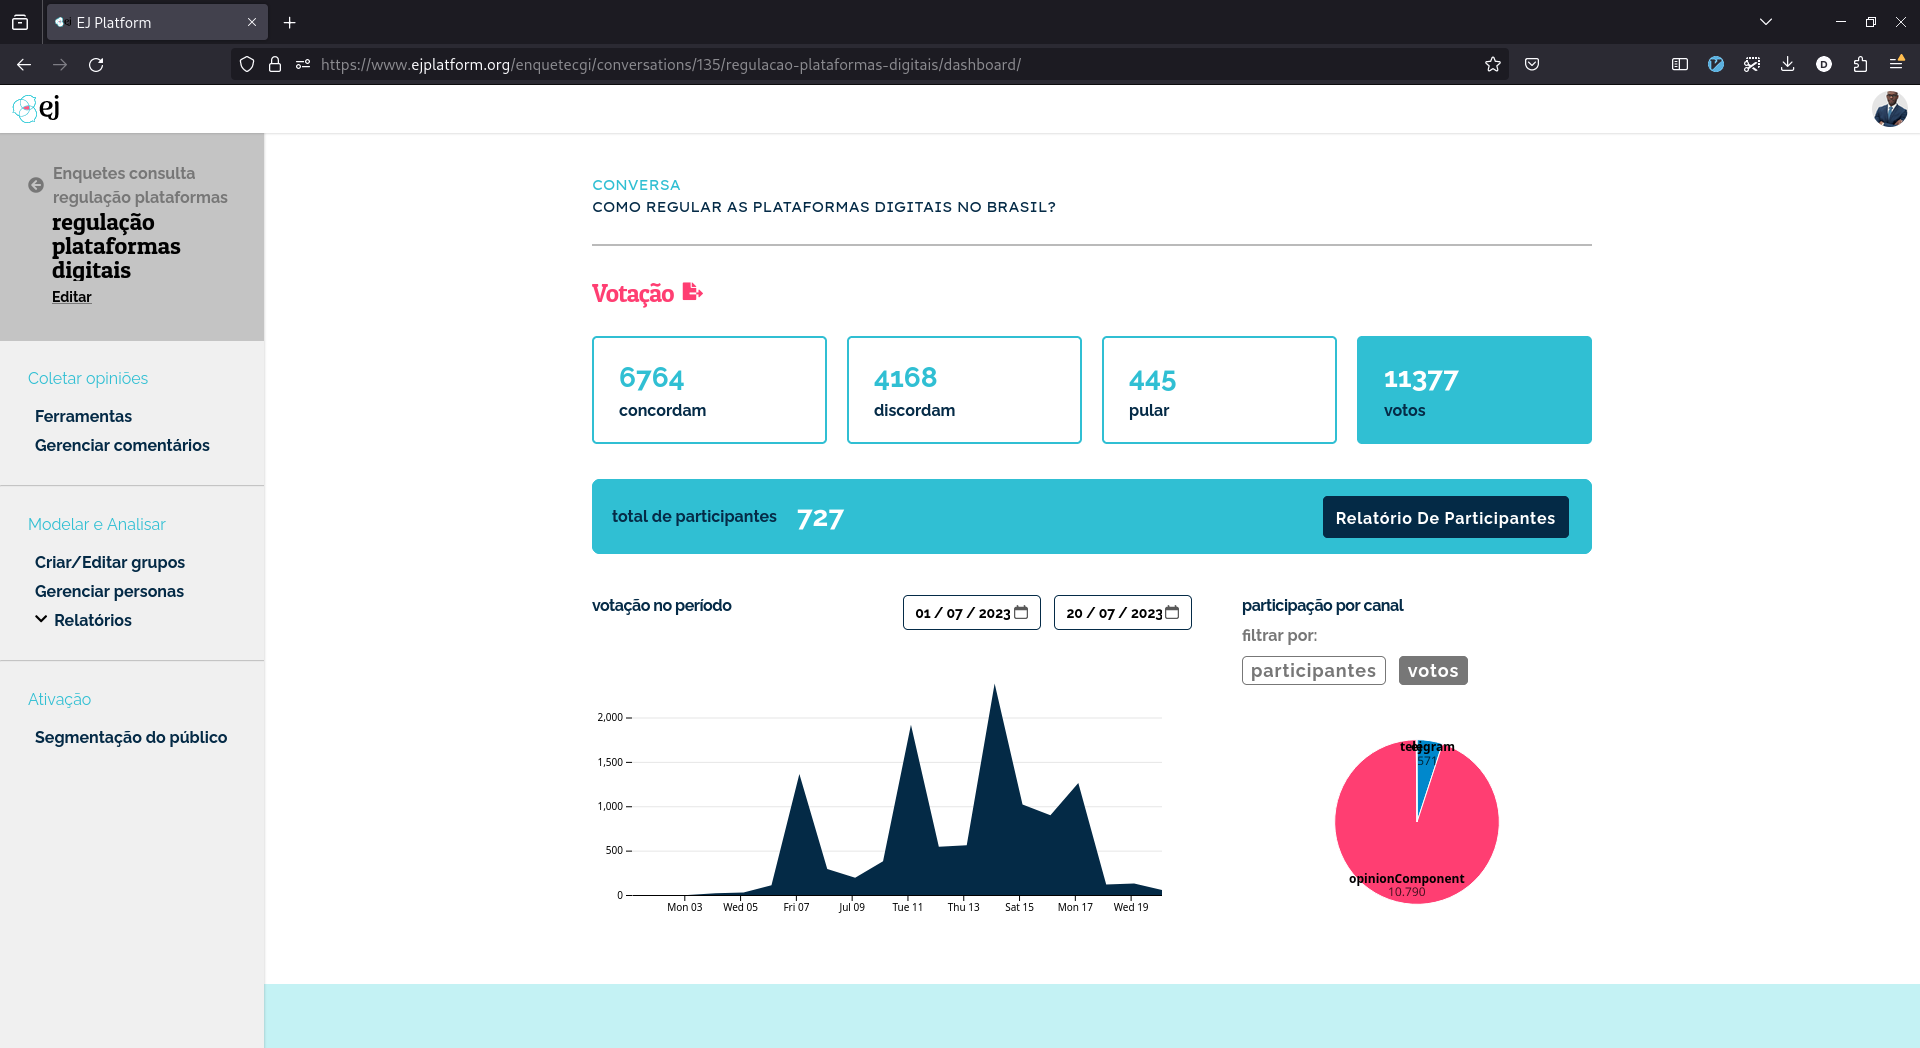 EJ Platform
https://www.ejplatform.org/enquetecgi/conversations/135/regulacao-plataformas-digitais/dashboard/
D
ej
Enquetes consulta
regulação plataformas
regulação
plataformas
digitais
Editar
Coletar opiniões
Ferramentas
Gerenciar comentários
Modelar e Analisar
Criar/Editar grupos
Gerenciar personas
Relatórios
Ativação
Segmentação do público
CONVERSA
COMO REGULAR AS PLATAFORMAS DIGITAIS NO BRASIL?
Votação
6764
concordam
4168
discordam
445
pular
11377
votos
total de participantes 727
Relatório De Participantes
votação no período
01 / 07 / 2023
20 / 07 / 2023
2,000
1,500
1,000
500
0
Mon 03 Wed 05 Fri 07 Jul 09 Tue 11 Thu 13 Sat 15 Mon 17 Wed 19
participação por canal
filtrar por:
participantes votos
telegram
ej
571
opinionComponent
10.790